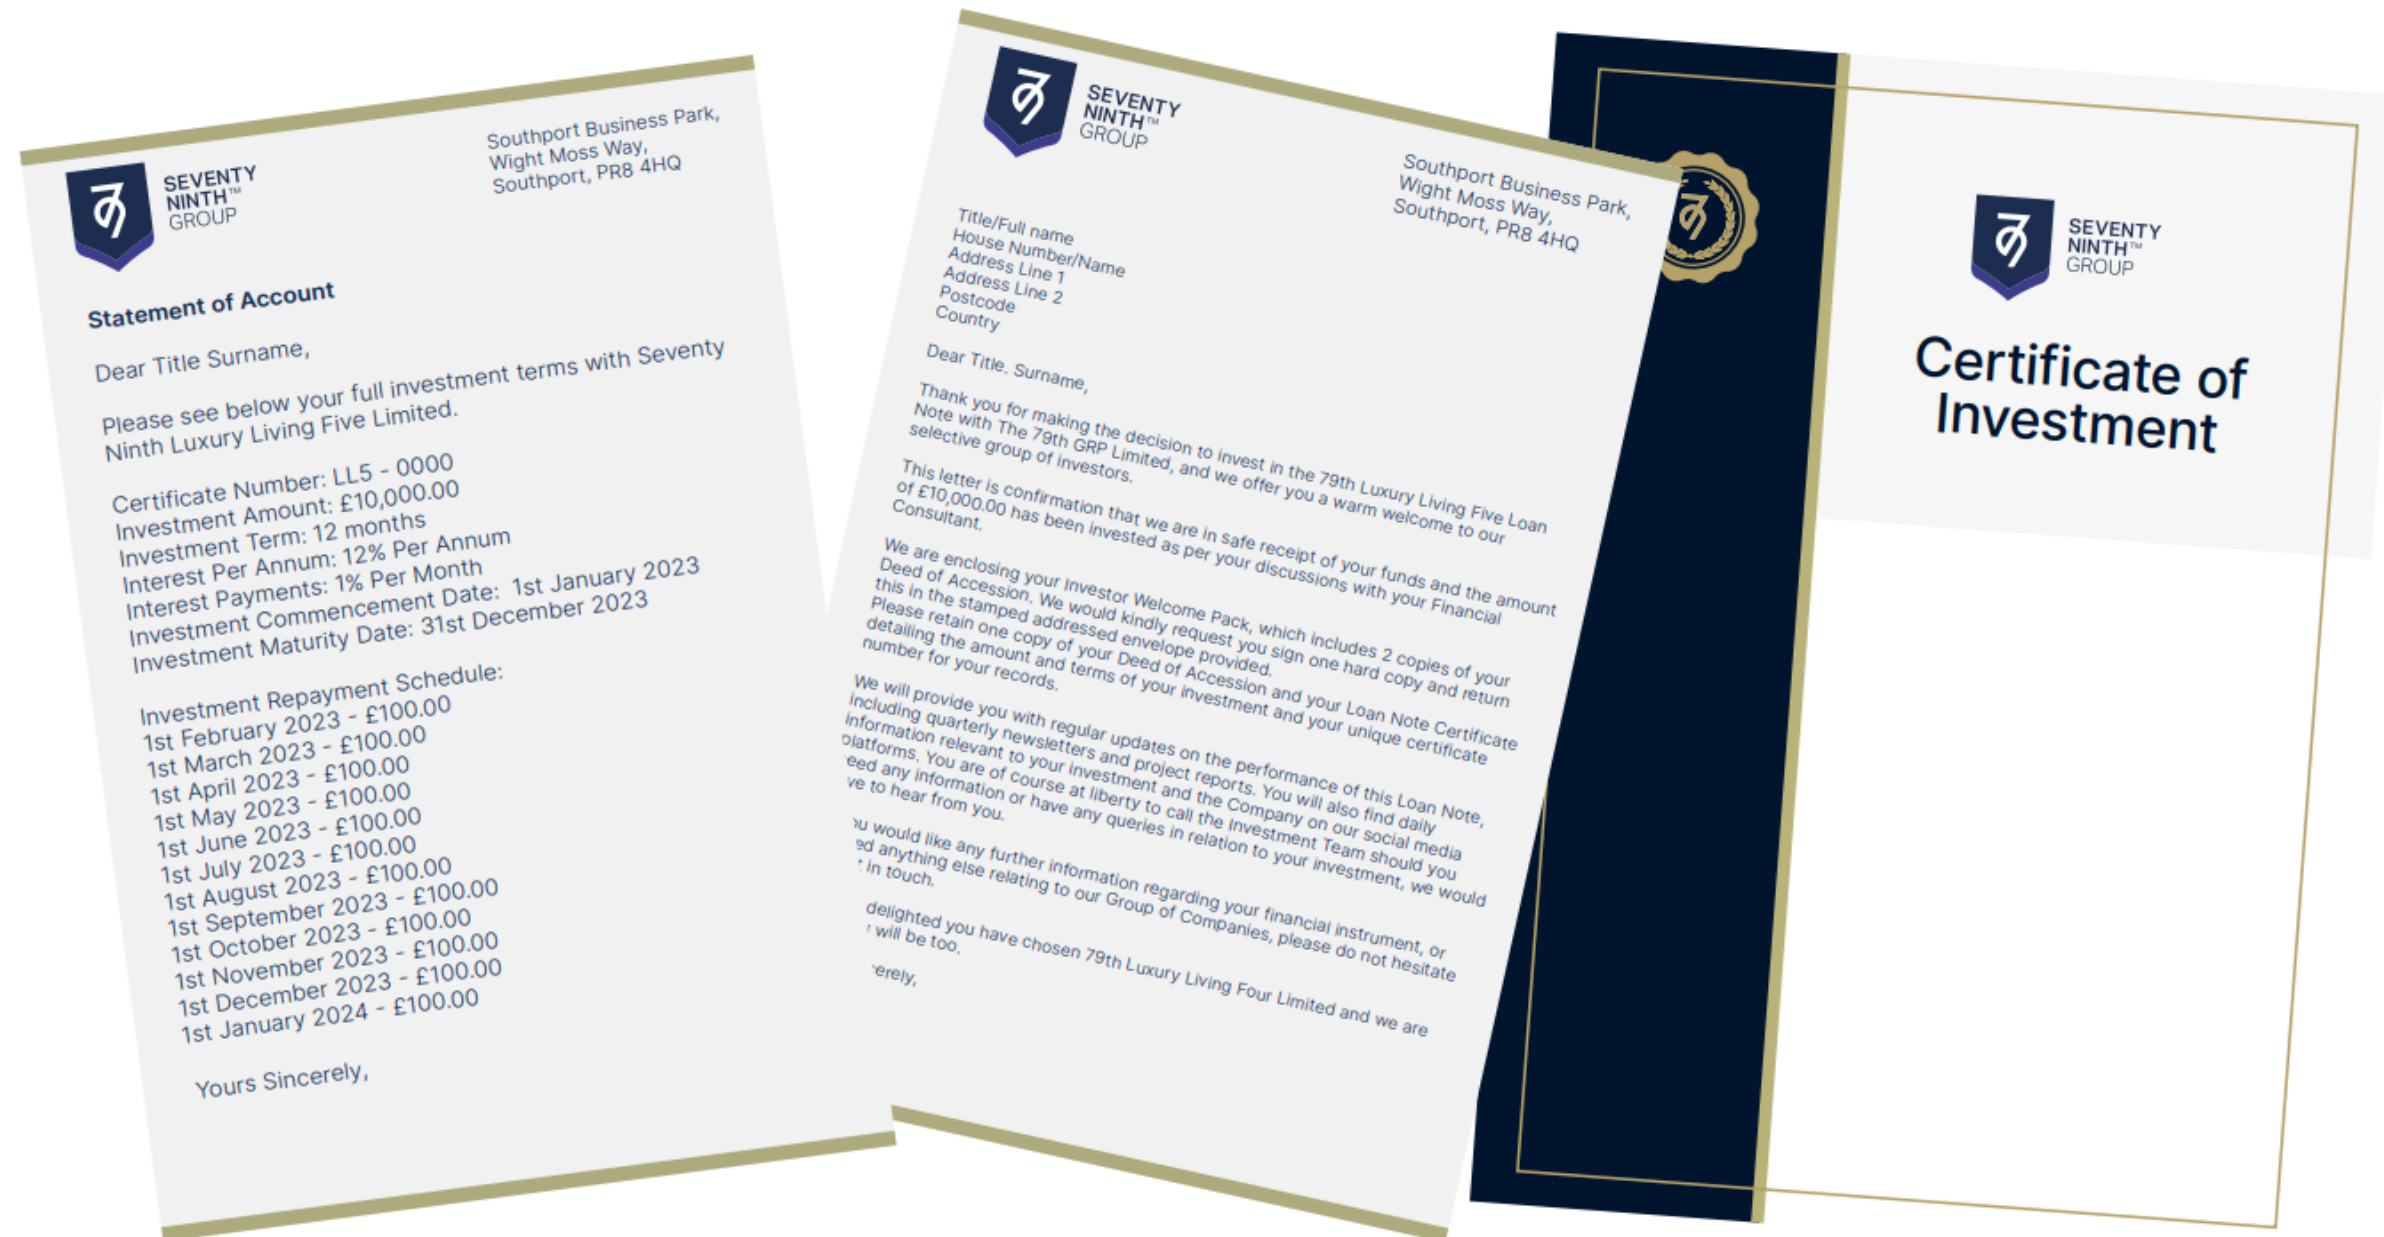 SEVENTY
NINTH™
GROUP
Southport Business Park,
Wight Moss Way,
Southport, PR8 4HQ
Statement of Account
Dear Title Surname,
Please see below your full investment terms with Seventy
Ninth Luxury Living Five Limited.
Certificate Number: LL5 - 0000
Investment Amount: £10,000.00
Investment Term: 12 months
Interest Per Annum: 12% Per Annum
Interest Payments: 1% Per Month
Investment Commencement Date: 1st January 2023
Investment Maturity Date: 31st December 2023
Investment Repayment Schedule:
1st February 2023 - £100.00
1st March 2023 - £100.00
1st April 2023 - £100.00
1st May 2023 - £100.00
1st June 2023 - £100.00
1st July 2023 - £100.00
1st August 2023 - £100.00
1st September 2023 - £100.00
1st October 2023 - £100.00
1st November 2023 - £100.00
1st December 2023 - £100.00
1st January 2024 - £100.00
Yours Sincerely,
SEVENTY
NINTH™
GROUP
Southport Business Park,
Wight Moss Way,
Southport, PR8 4HQ
Title/Full name
House Number/Name
Address Line 1
Address Line 2
Postcode
Country
Dear Title. Surname,
Thank you for making the decision to invest in the 79th Luxury Living Five Loan
Note with The 79th GRP Limited, and we offer you a warm welcome to our
selective group of investors.
This letter is confirmation that we are in safe receipt of your funds and the amount
of £10,000.00 has been invested as per your discussions with your Financial
Consultant.
We are enclosing your Investor Welcome Pack, which includes 2 copies of your
Deed of Accession. We would kindly request you sign one hard copy and return
this in the stamped addressed envelope provided.
Please retain one copy of your Deed of Accession and your Loan Note Certificate
detailing the amount and terms of your investment and your unique certificate
number for your records.
We will provide you with regular updates on the performance of this Loan Note,
including quarterly newsletters and project reports. You will also find daily
information relevant to your investment and the Company on our social media
platforms. You are of course at liberty to call the Investment Team should you
eed any information or have any queries in relation to your investment, we would
ve to hear from you.
u would like any further information regarding your financial instrument, or
ed anything else relating to our Group of Companies, please do not hesitate
t in touch.
delighted you have chosen 79th Luxury Living Four Limited and we are
will be too.
erely,
SEVENTY
NINTH™
GROUP
Certificate of
Investment